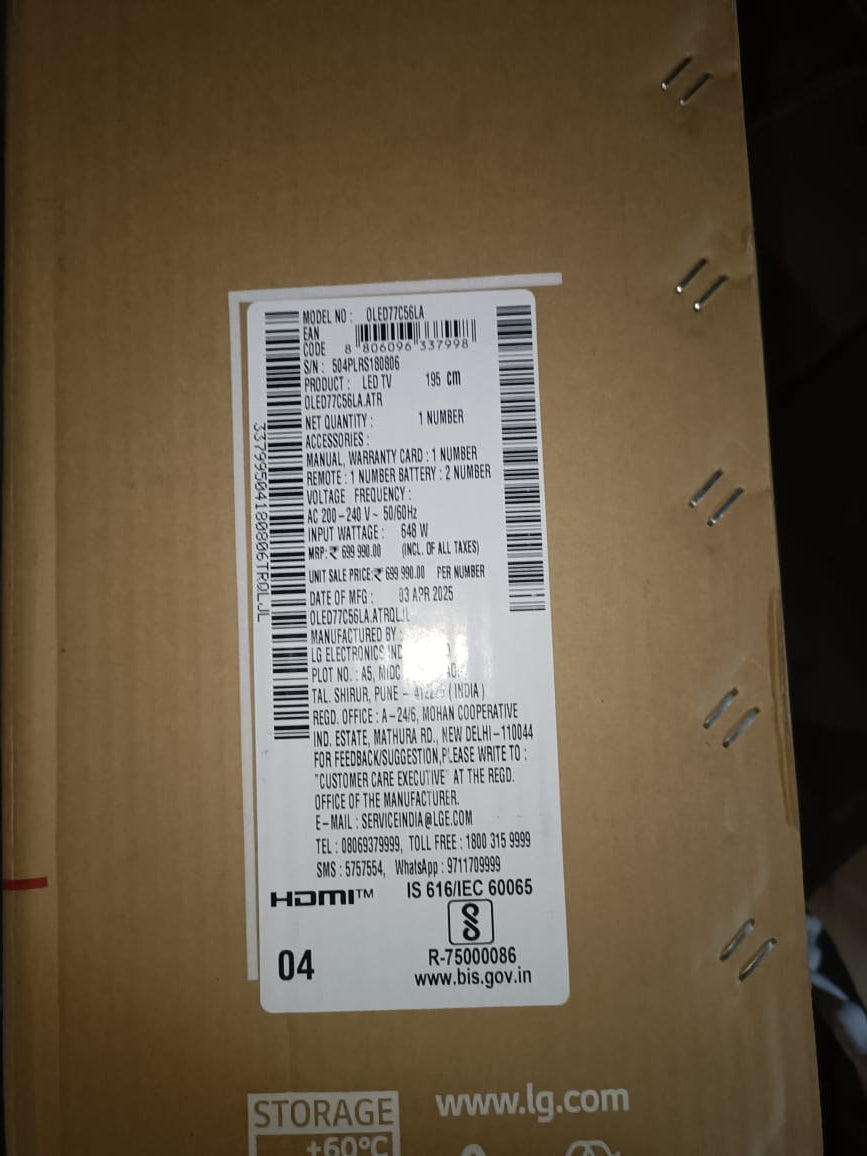 MODEL NO : OLED77C56LA
EAN
CODE 8 806096 337998
S/N : 504PLRS180806
PRODUCT : LED TV 195 cm
OLED77C56LA.ATR
NET QUANTITY : 1 NUMBER
ACCESSORIES :
MANUAL, WARRANTY CARD : 1 NUMBER
REMOTE : 1 NUMBER BATTERY : 2 NUMBER
VOLTAGE FREQUENCY :
AC 200-240 V~ 50/60Hz
INPUT WATTAGE : 648 W
MRP: ₹ 699 990.00 (INCL. OF ALL TAXES)
UNIT SALE PRICE: ₹ 699 990.00 PER NUMBER
DATE OF MFG : 03 APR 2025
OLED77C56LA.ATRQLJL
MANUFACTURED BY :
LG ELECTRONICS
PLOT NO. : A5, MIDC
TAL. SHIRUR, PUNE - (INDIA)
REGD. OFFICE : A-24/6, MOHAN COOPERATIVE
IND. ESTATE, MATHURA RD., NEW DELHI-110044
FOR FEEDBACK/SUGGESTION,PLEASE WRITE TO :
"CUSTOMER CARE EXECUTIVE" AT THE REGD.
OFFICE OF THE MANUFACTURER.
E-MAIL : SERVICEINDIA@LGE.COM
TEL : 08069379999, TOLL FREE : 1800 315 9999
SMS : 5757554, WhatsApp : 9711709999
HDMI™ IS 616/IEC 60065
R-75000086
04 www.bis.gov.in
33799504180806TRQLJL
STORAGE www.lg.com
+60°C